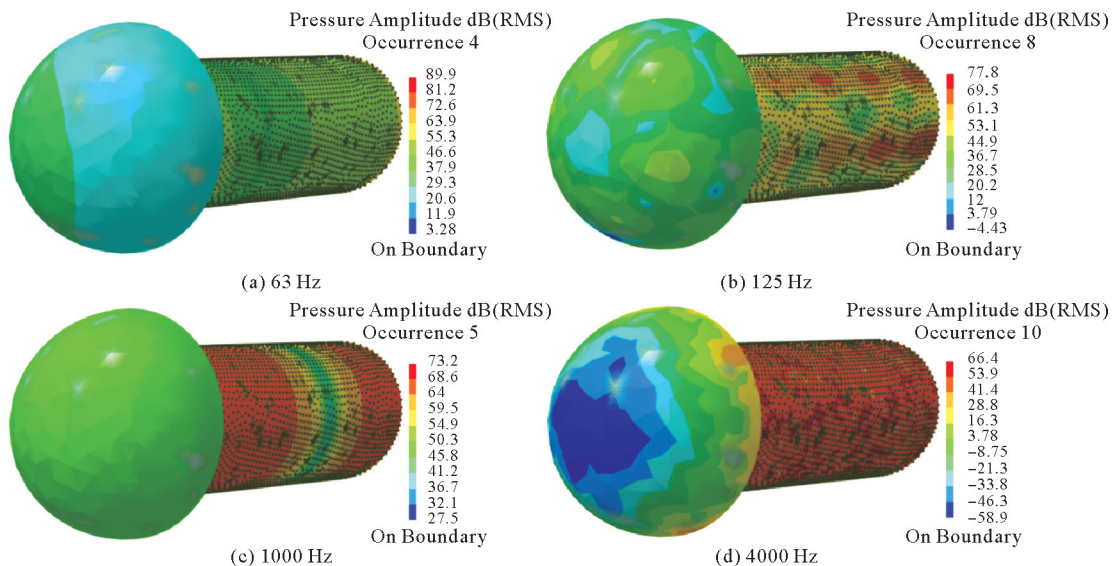 Pressure Amplitude dB(RMS)
Occurrence 4
89.9
81.2
72.6
63.9
55.3
46.6
37.9
29.3
20.6
11.9
3.28
On Boundary
(a) 63 Hz
Pressure Amplitude dB(RMS)
Occurrence 8
77.8
69.5
61.3
53.1
44.9
36.7
28.5
20.2
12
3.79
−4.43
On Boundary
(b) 125 Hz
Pressure Amplitude dB(RMS)
Occurrence 5
73.2
68.6
64
59.5
54.9
50.3
45.8
41.2
36.7
32.1
27.5
On Boundary
(c) 1000 Hz
Pressure Amplitude dB(RMS)
Occurrence 10
66.4
53.9
41.4
28.8
16.3
3.78
−8.75
−21.3
−33.8
−46.3
−58.9
On Boundary
(d) 4000 Hz